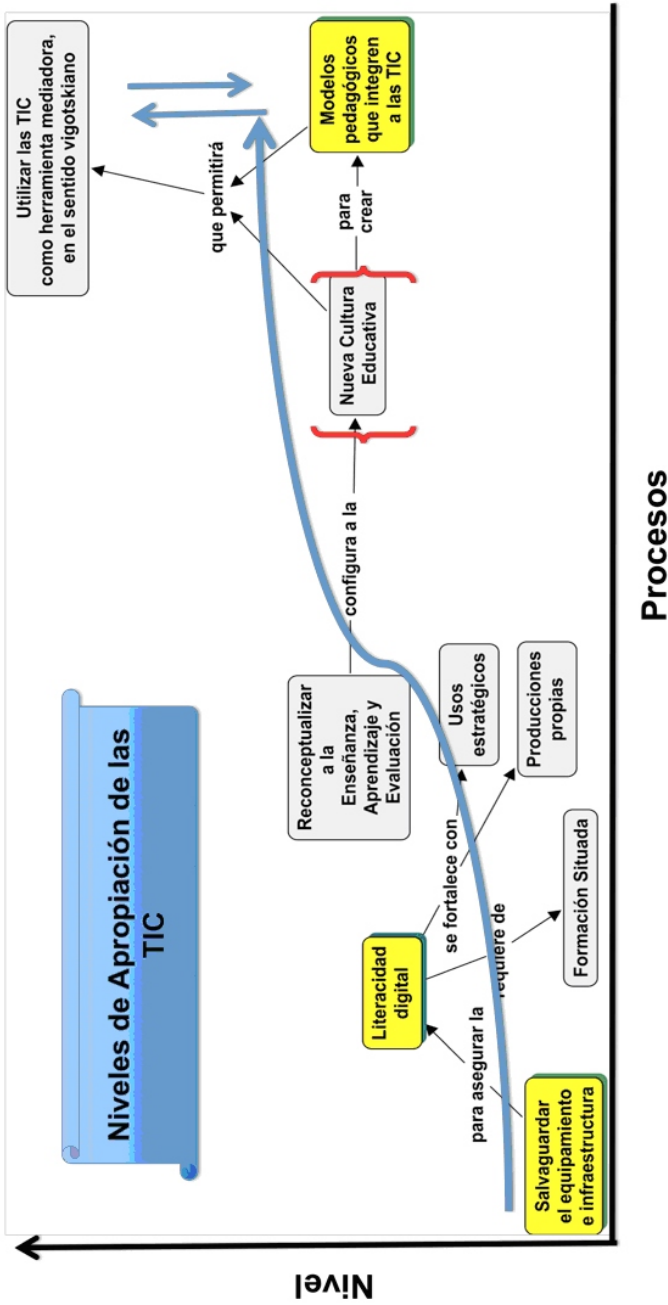 Niveles de Apropiación de las
TIC
Nivel
Procesos
Salvaguardar
el equipamiento
e infraestructura
para asegurar la
Literacidad
digital
requiere de
Formación Situada
se fortalece con
Usos
estratégicos
Producciones
propias
Reconceptualizar
a la
Enseñanza,
Aprendizaje y
Evaluación
configura a la
Nueva Cultura
Educativa
para
crear
Modelos
pedagógicos
que integren
a las TIC
que permitirá
Utilizar las TIC
como herramienta mediadora,
en el sentido vigotskiano